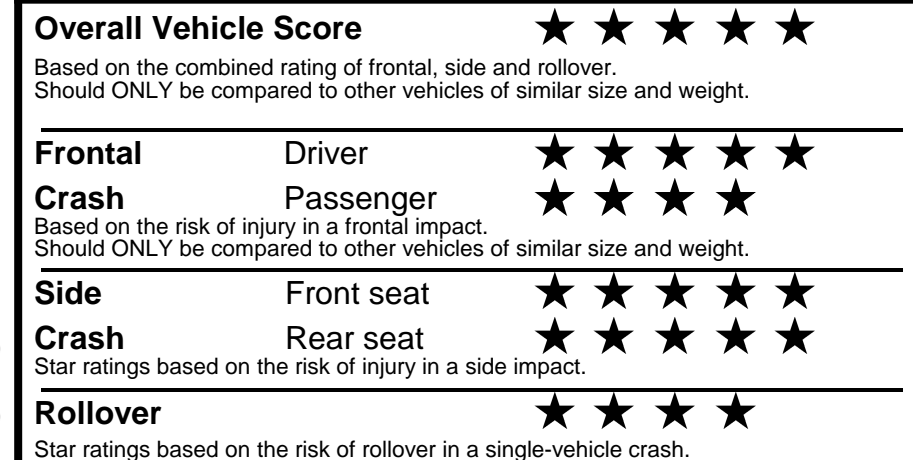 Overall Vehicle Score ★ ★ ★ ★ ★
Based on the combined rating of frontal, side and rollover.
Should ONLY be compared to other vehicles of similar size and weight.
Frontal Driver ★ ★ ★ ★ ★
Crash Passenger ★ ★ ★ ★
Based on the risk of injury in a frontal impact.
Should ONLY be compared to other vehicles of similar size and weight.
Side Front seat ★ ★ ★ ★ ★
Crash Rear seat ★ ★ ★ ★ ★
Star ratings based on the risk of injury in a side impact.
Rollover ★ ★ ★ ★
Star ratings based on the risk of rollover in a single-vehicle crash.